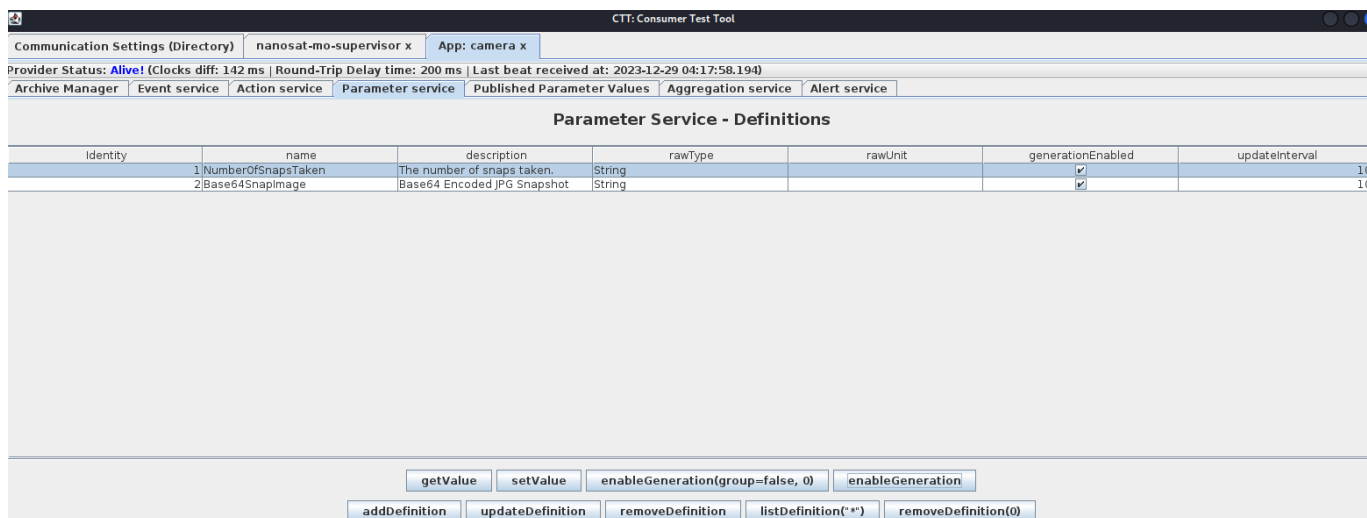 CTT: Consumer Test Tool
Communication Settings (Directory) nanosat-mo-supervisor x App: camera x
Provider Status: Alive! (Clocks diff: 142 ms | Round-Trip Delay time: 200 ms | Last beat received at: 2023-12-29 04:17:58.194)
Archive Manager Event service Action service Parameter service Published Parameter Values Aggregation service Alert service
Parameter Service - Definitions
Identity name description rawType rawUnit generationEnabled updateInterval
1 NumberOfSnapsTaken The number of snaps taken. String
2 Base64SnapImage Base64 Encoded JPG Snapshot String
getValue setValue enableGeneration(group=false, 0) enableGeneration
addDefinition updateDefinition removeDefinition listDefinition("*") removeDefinition(0)